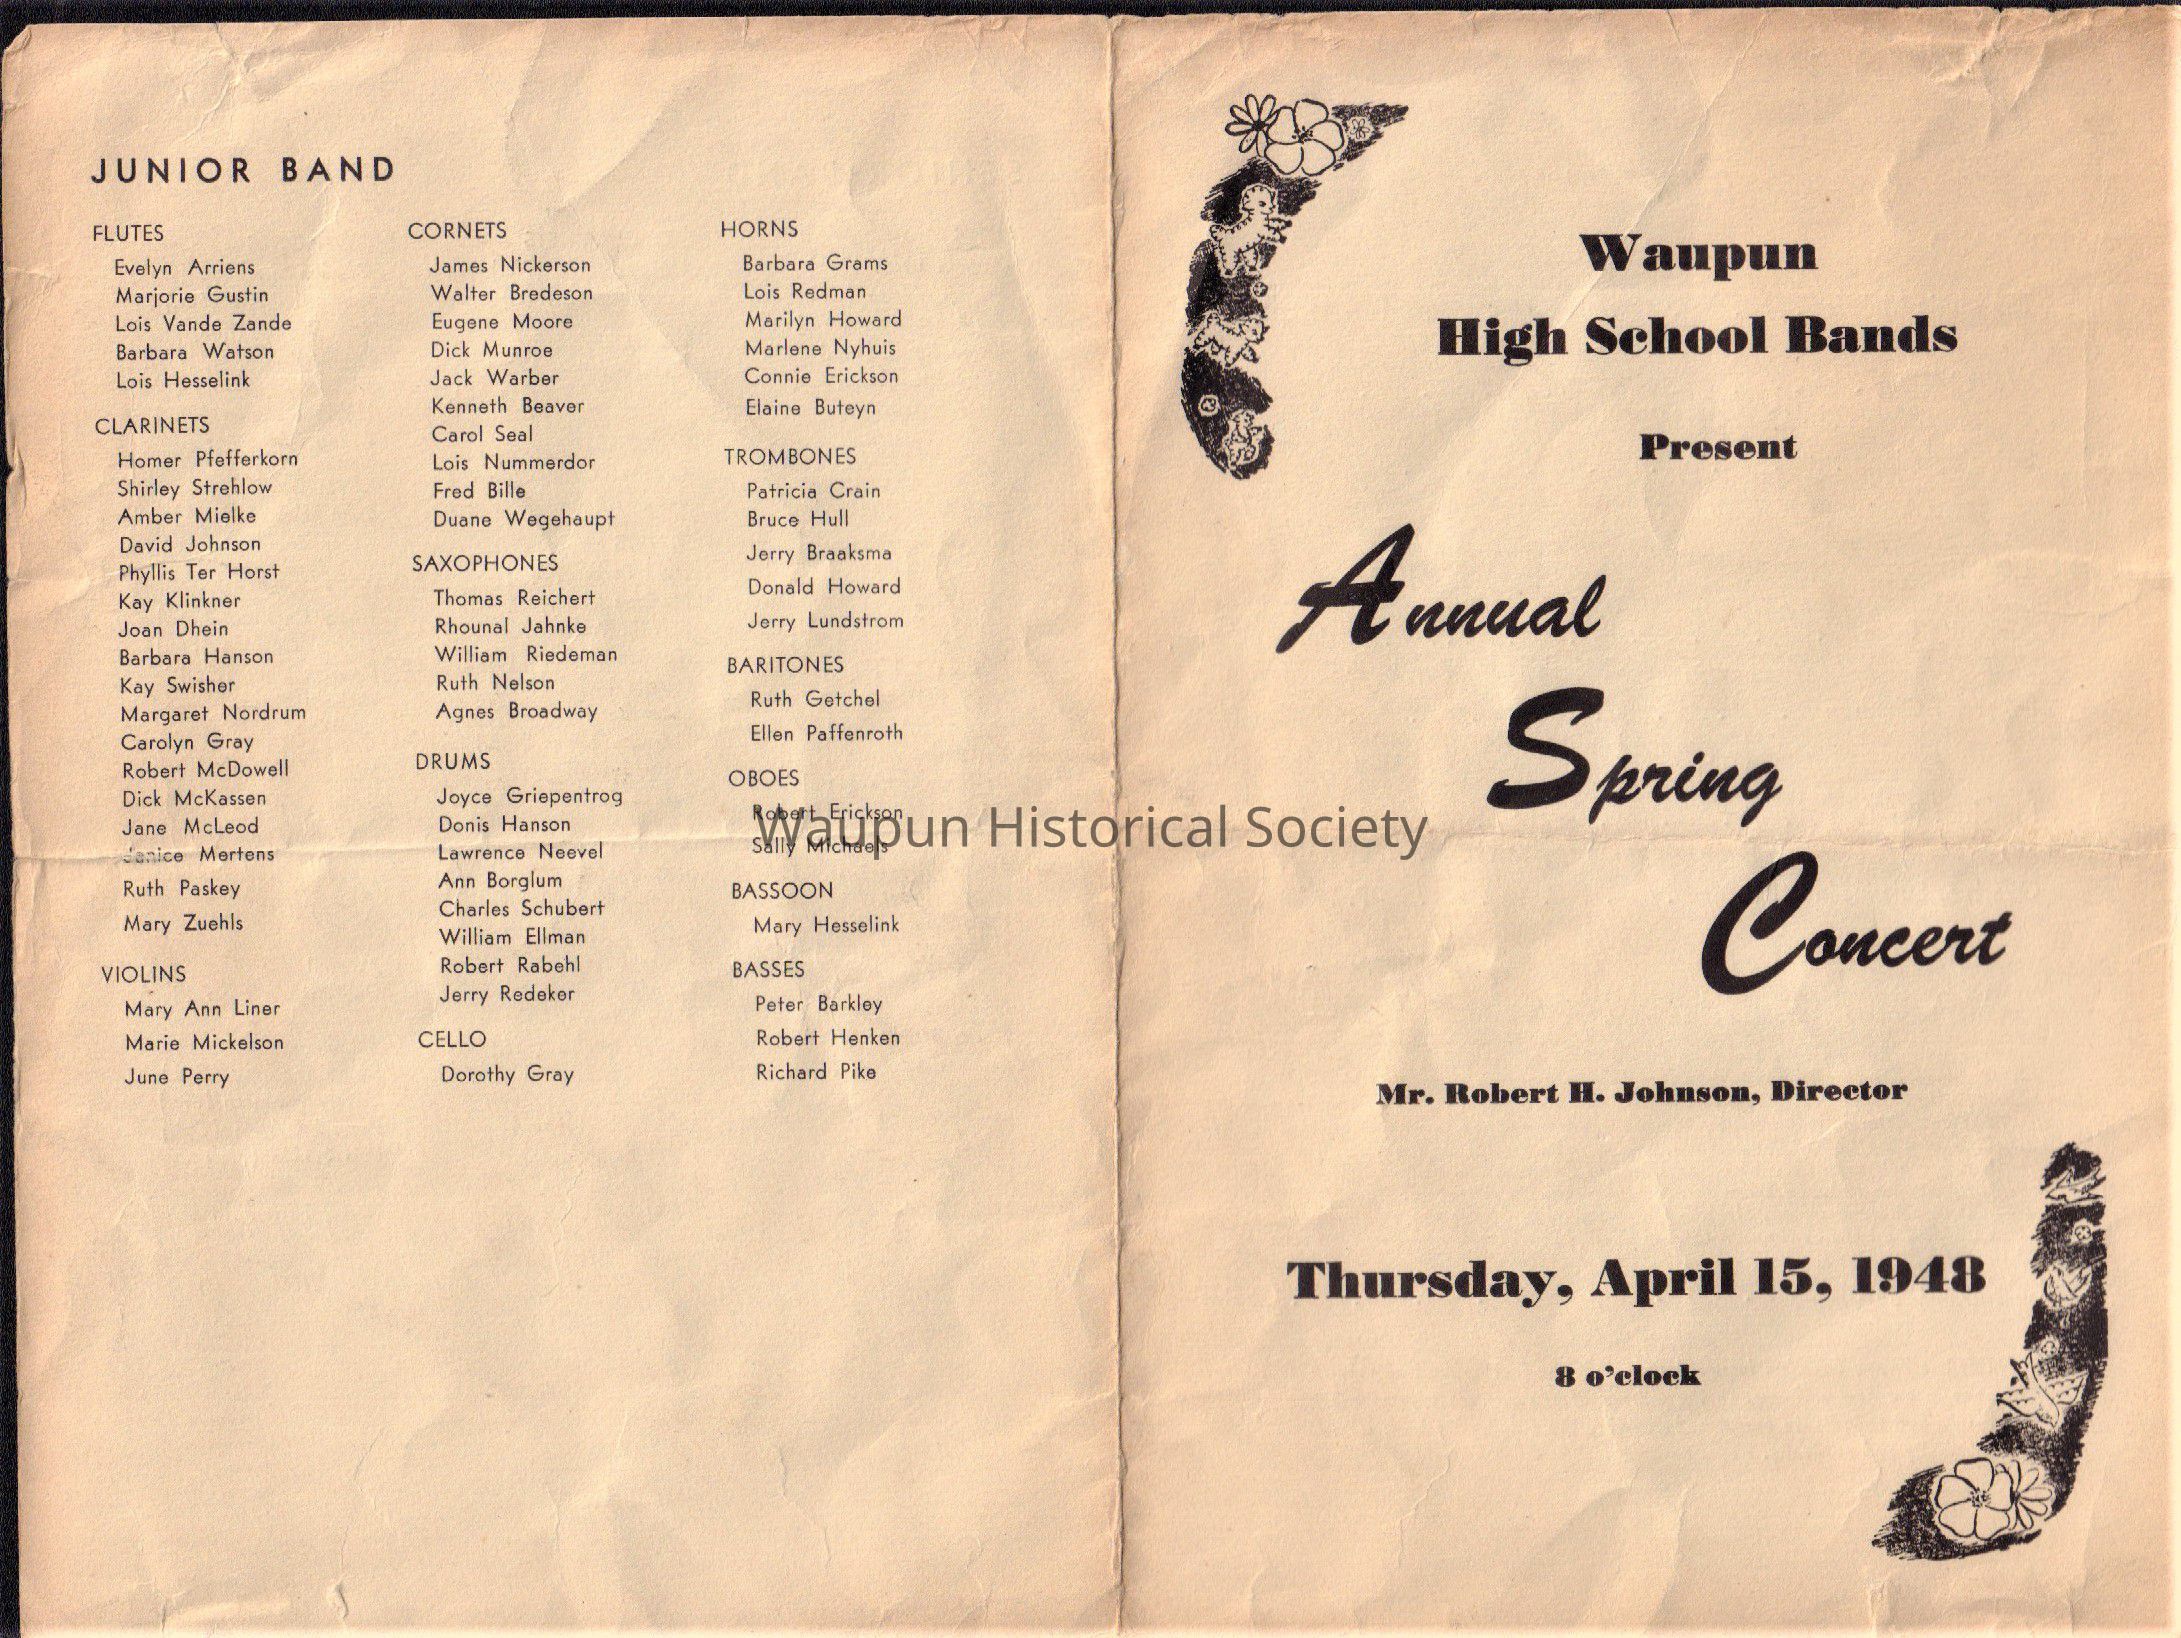 JUNIOR BAND
FLUTES
Evelyn Arriens
Marjorie Gustin
Lois Vande Zande
Barbara Watson
Lois Hesselink
CLARINETS
Homer Pfefferkorn
Shirley Strehlow
Amber Mielke
David Johnson
Phyllis Ter Horst
Kay Klinkner
Joan Dhein
Barbara Hanson
Kay Swisher
Margaret Nordrum
Carolyn Gray
Robert McDowell
Dick McKassen
Jane McLeod
Janice Mertens
Ruth Paskey
Mary Zuehls
VIOLINS
Mary Ann Liner
Marie Mickelson
June Perry
CORNETS
James Nickerson
Walter Bredeson
Eugene Moore
Dick Munroe
Jack Warber
Kenneth Beaver
Carol Seal
Lois Nummerdor
Fred Bille
Duane Wegehaupt
SAXOPHONES
Thomas Reichert
Rhounal Jahnke
William Riedeman
Ruth Nelson
Agnes Broadway
DRUMS
Joyce Griepentrog
Donis Hanson
Lawrence Neevel
Ann Borglum
Charles Schubert
William Ellman
Robert Rabehl
Jerry Redeker
CELLO
Dorothy Gray
HORNS
Barbara Grams
Lois Redman
Marilyn Howard
Marlene Nyhuis
Connie Erickson
Elaine Buteyn
TROMBONES
Patricia Crain
Bruce Hull
Jerry Braaksma
Donald Howard
Jerry Lundstrom
BARITONES
Ruth Getchel
Ellen Paffenroth
OBOES
Robert Erickson
Sally Michaels
BASSOON
Mary Hesselink
BASSES
Peter Barkley
Robert Henken
Richard Pike
Waupun Historical Society
Waupun
High School Bands
Present
Annual
Spring
Concert
Mr. Robert H. Johnson, Director
Thursday, April 15, 1948
8 o'clock